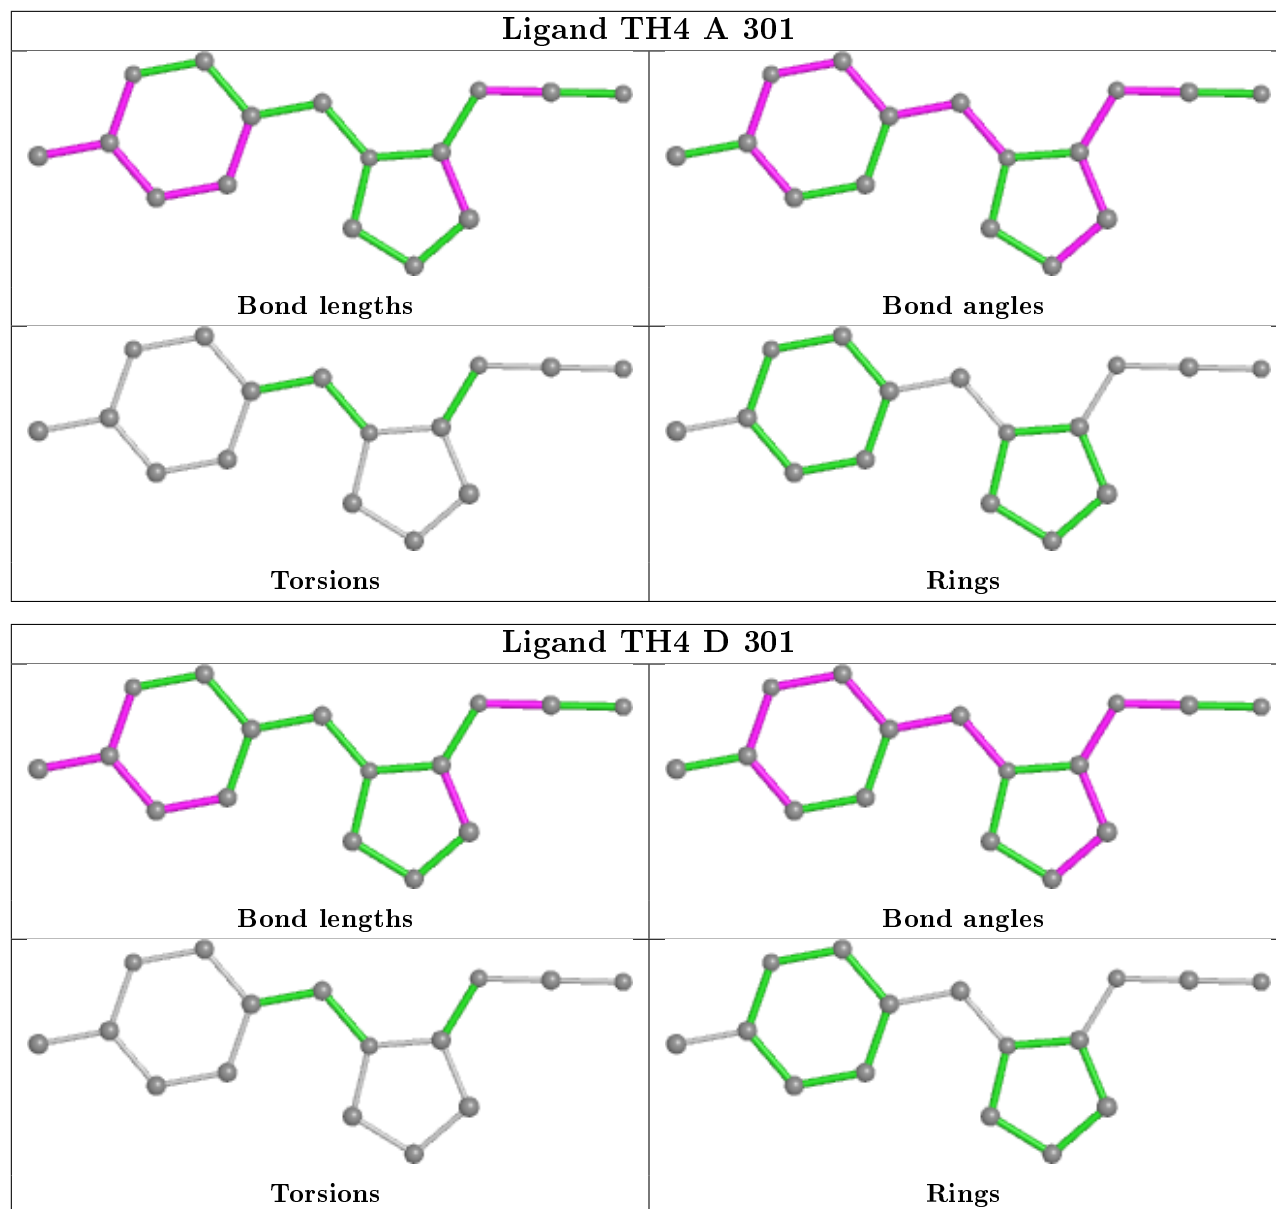 Ligand TH4 A 301
Bond lengths
Bond angles
Torsions
Rings
Ligand TH4 D 301
Bond lengths
Bond angles
Torsions
Rings